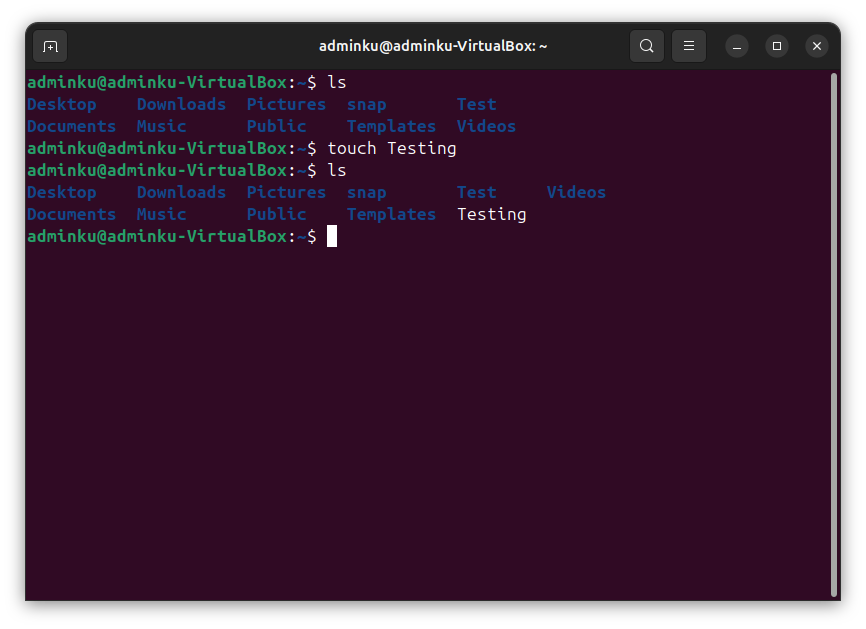 adminku@adminku-VirtualBox: ~
adminku@adminku-VirtualBox:~$ ls
Desktop    Downloads  Pictures  snap       Test
Documents  Music      Public    Templates  Videos
adminku@adminku-VirtualBox:~$ touch Testing
adminku@adminku-VirtualBox:~$ ls
Desktop    Downloads  Pictures  snap       Test     Videos
Documents  Music      Public    Templates  Testing
adminku@adminku-VirtualBox:~$